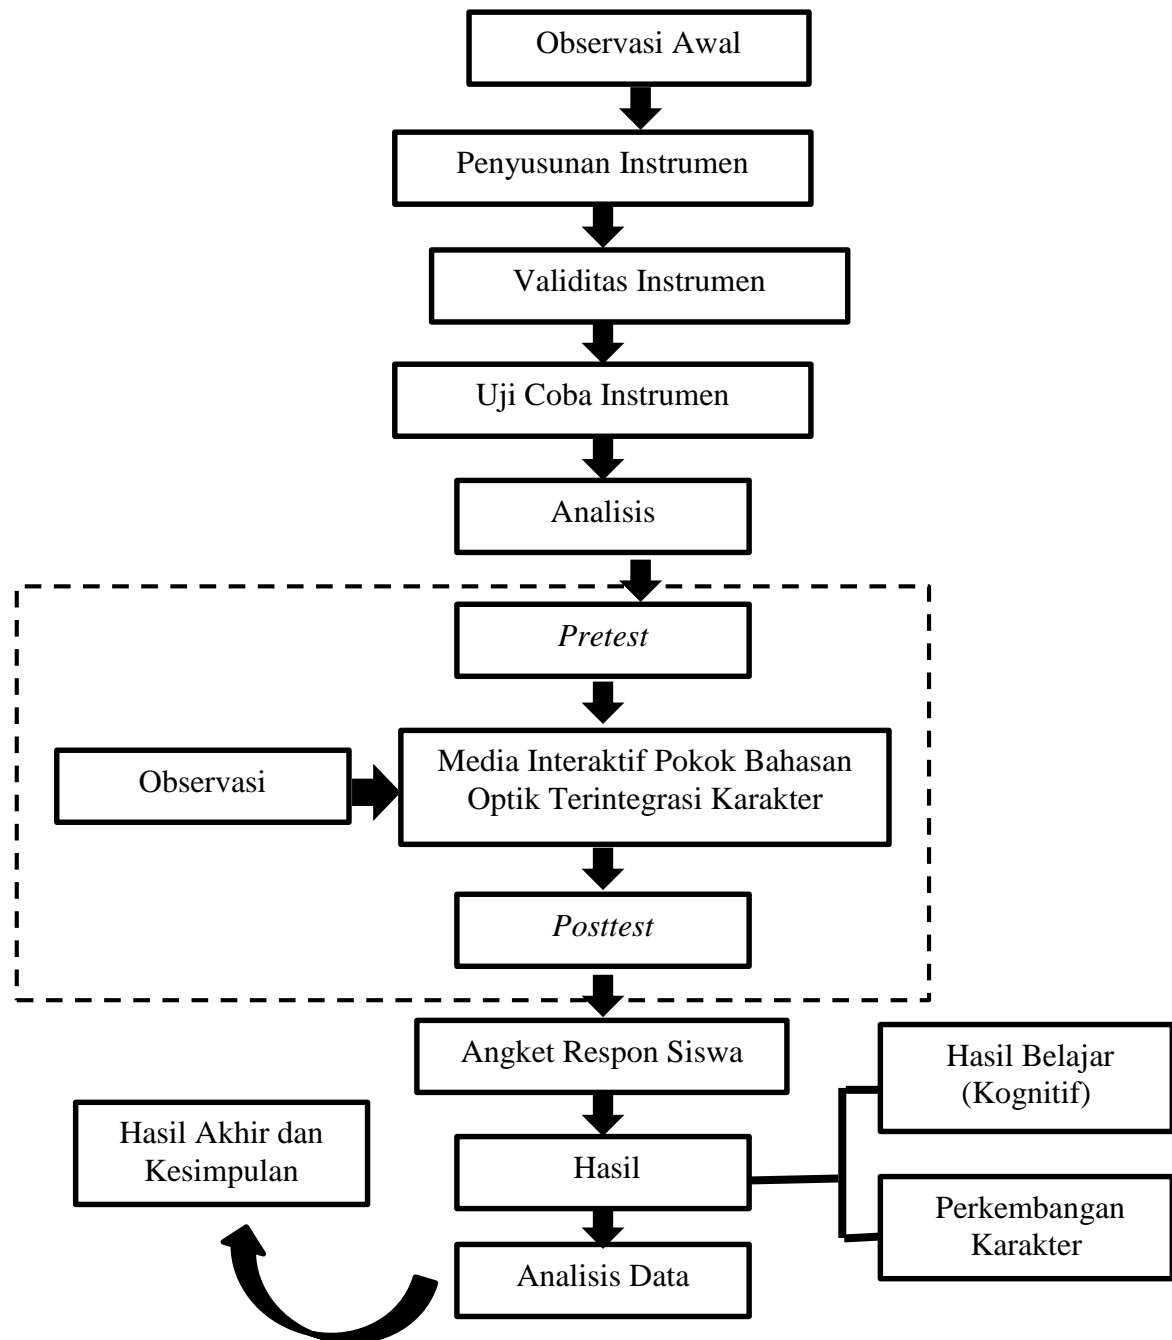 Observasi Awal
Penyusunan Instrumen
Validitas Instrumen
Uji Coba Instrumen
Analisis
Pretest
Observasi
Media Interaktif Pokok Bahasan
Optik Terintegrasi Karakter
Posttest
Angket Respon Siswa
Hasil Belajar
(Kognitif)
Hasil Akhir dan
Kesimpulan
Hasil
Perkembangan
Karakter
Analisis Data